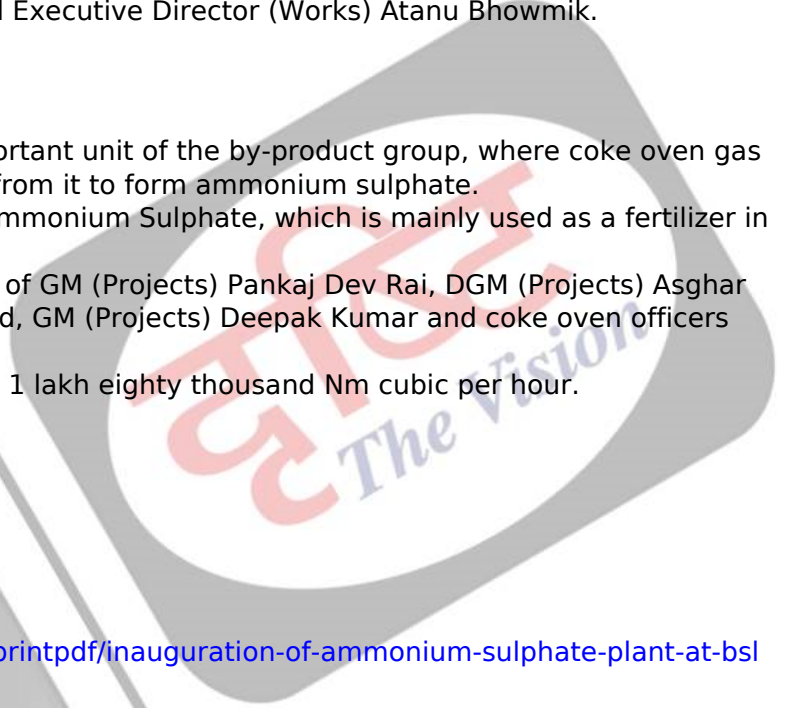 Executive Director (Works) Atanu Bhowmik.
ortant unit of the by-product group, where coke oven gas
from it to form ammonium sulphate.
mmonium Sulphate, which is mainly used as a fertilizer in
of GM (Projects) Pankaj Dev Rai, DGM (Projects) Asghar
d, GM (Projects) Deepak Kumar and coke oven officers
1 lakh eighty thousand Nm cubic per hour.
दृष्टि
The Vision
printpdf/inauguration-of-ammonium-sulphate-plant-at-bsl